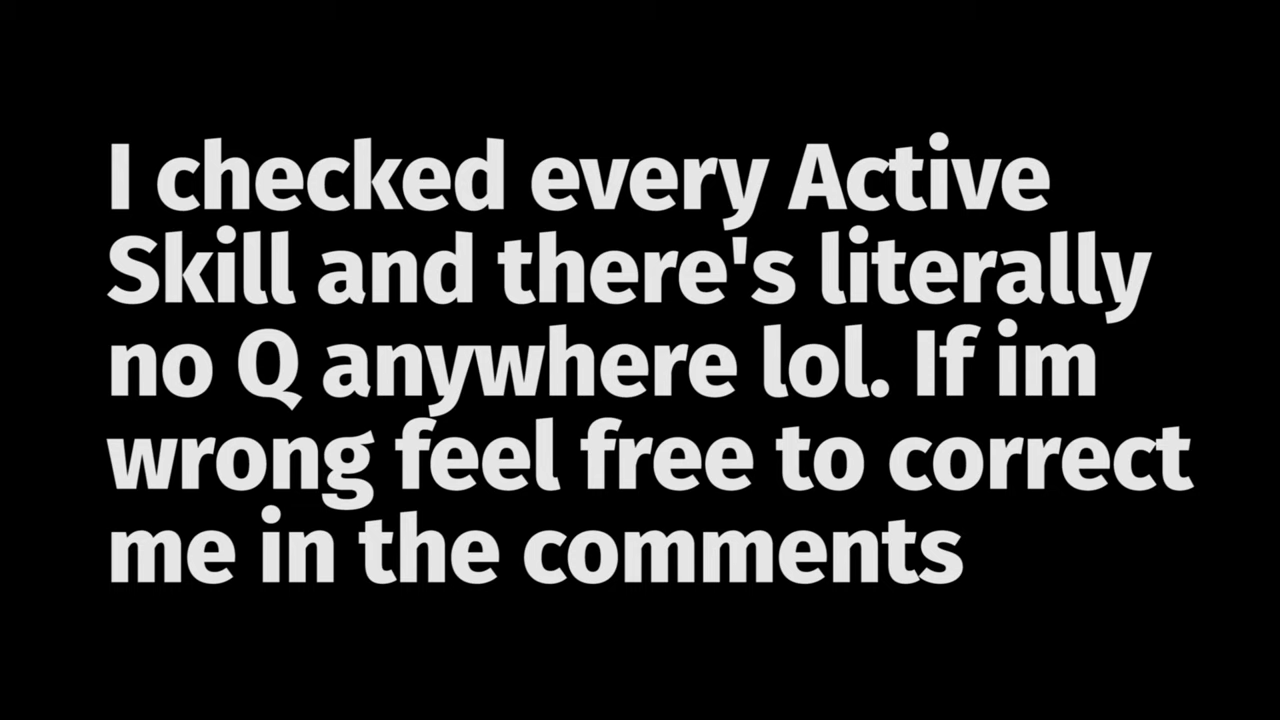 I checked every Active
Skill and there's literally
no Q anywhere lol. If im
wrong feel free to correct
me in the comments